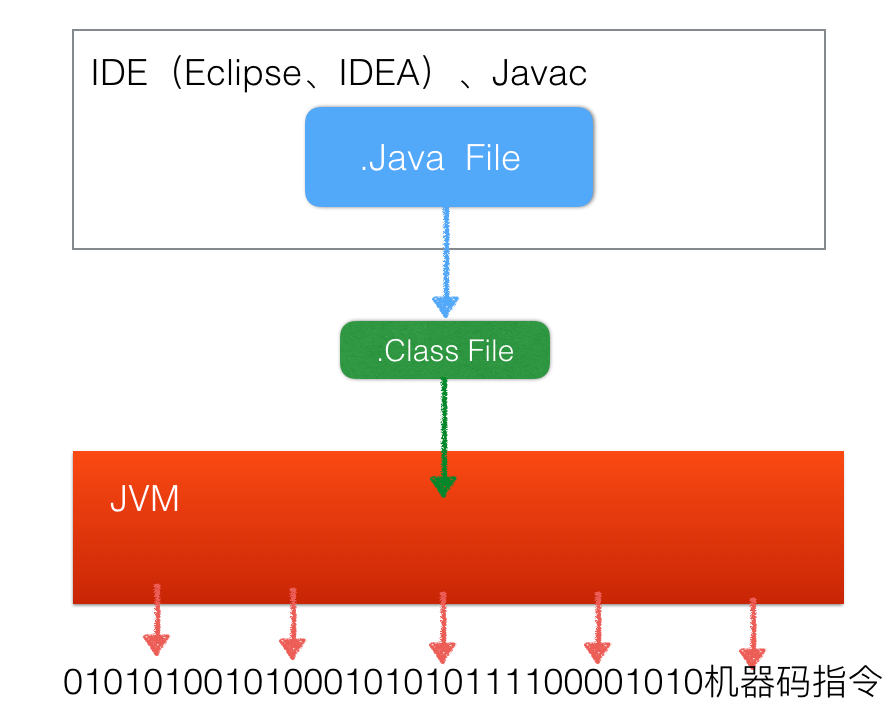 IDE（Eclipse、IDEA）、Javac
.Java File
.Class File
JVM
01010100101000101010111100001010机器码指令